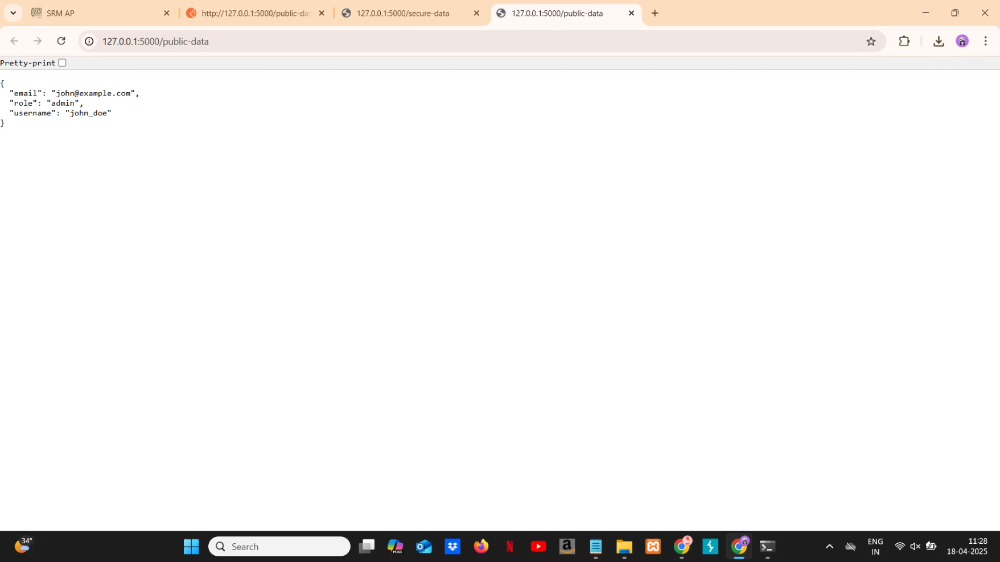 SRM AP
http://127.0.0.1:5000/public-da
127.0.0.1:5000/secure-data
127.0.0.1:5000/public-data
127.0.0.1:5000/public-data
Pretty-print
{
"email": "john@example.com",
"role": "admin",
"username": "john_doe"
}
34°
Search
M365
ENG
IN
11:28
18-04-2025